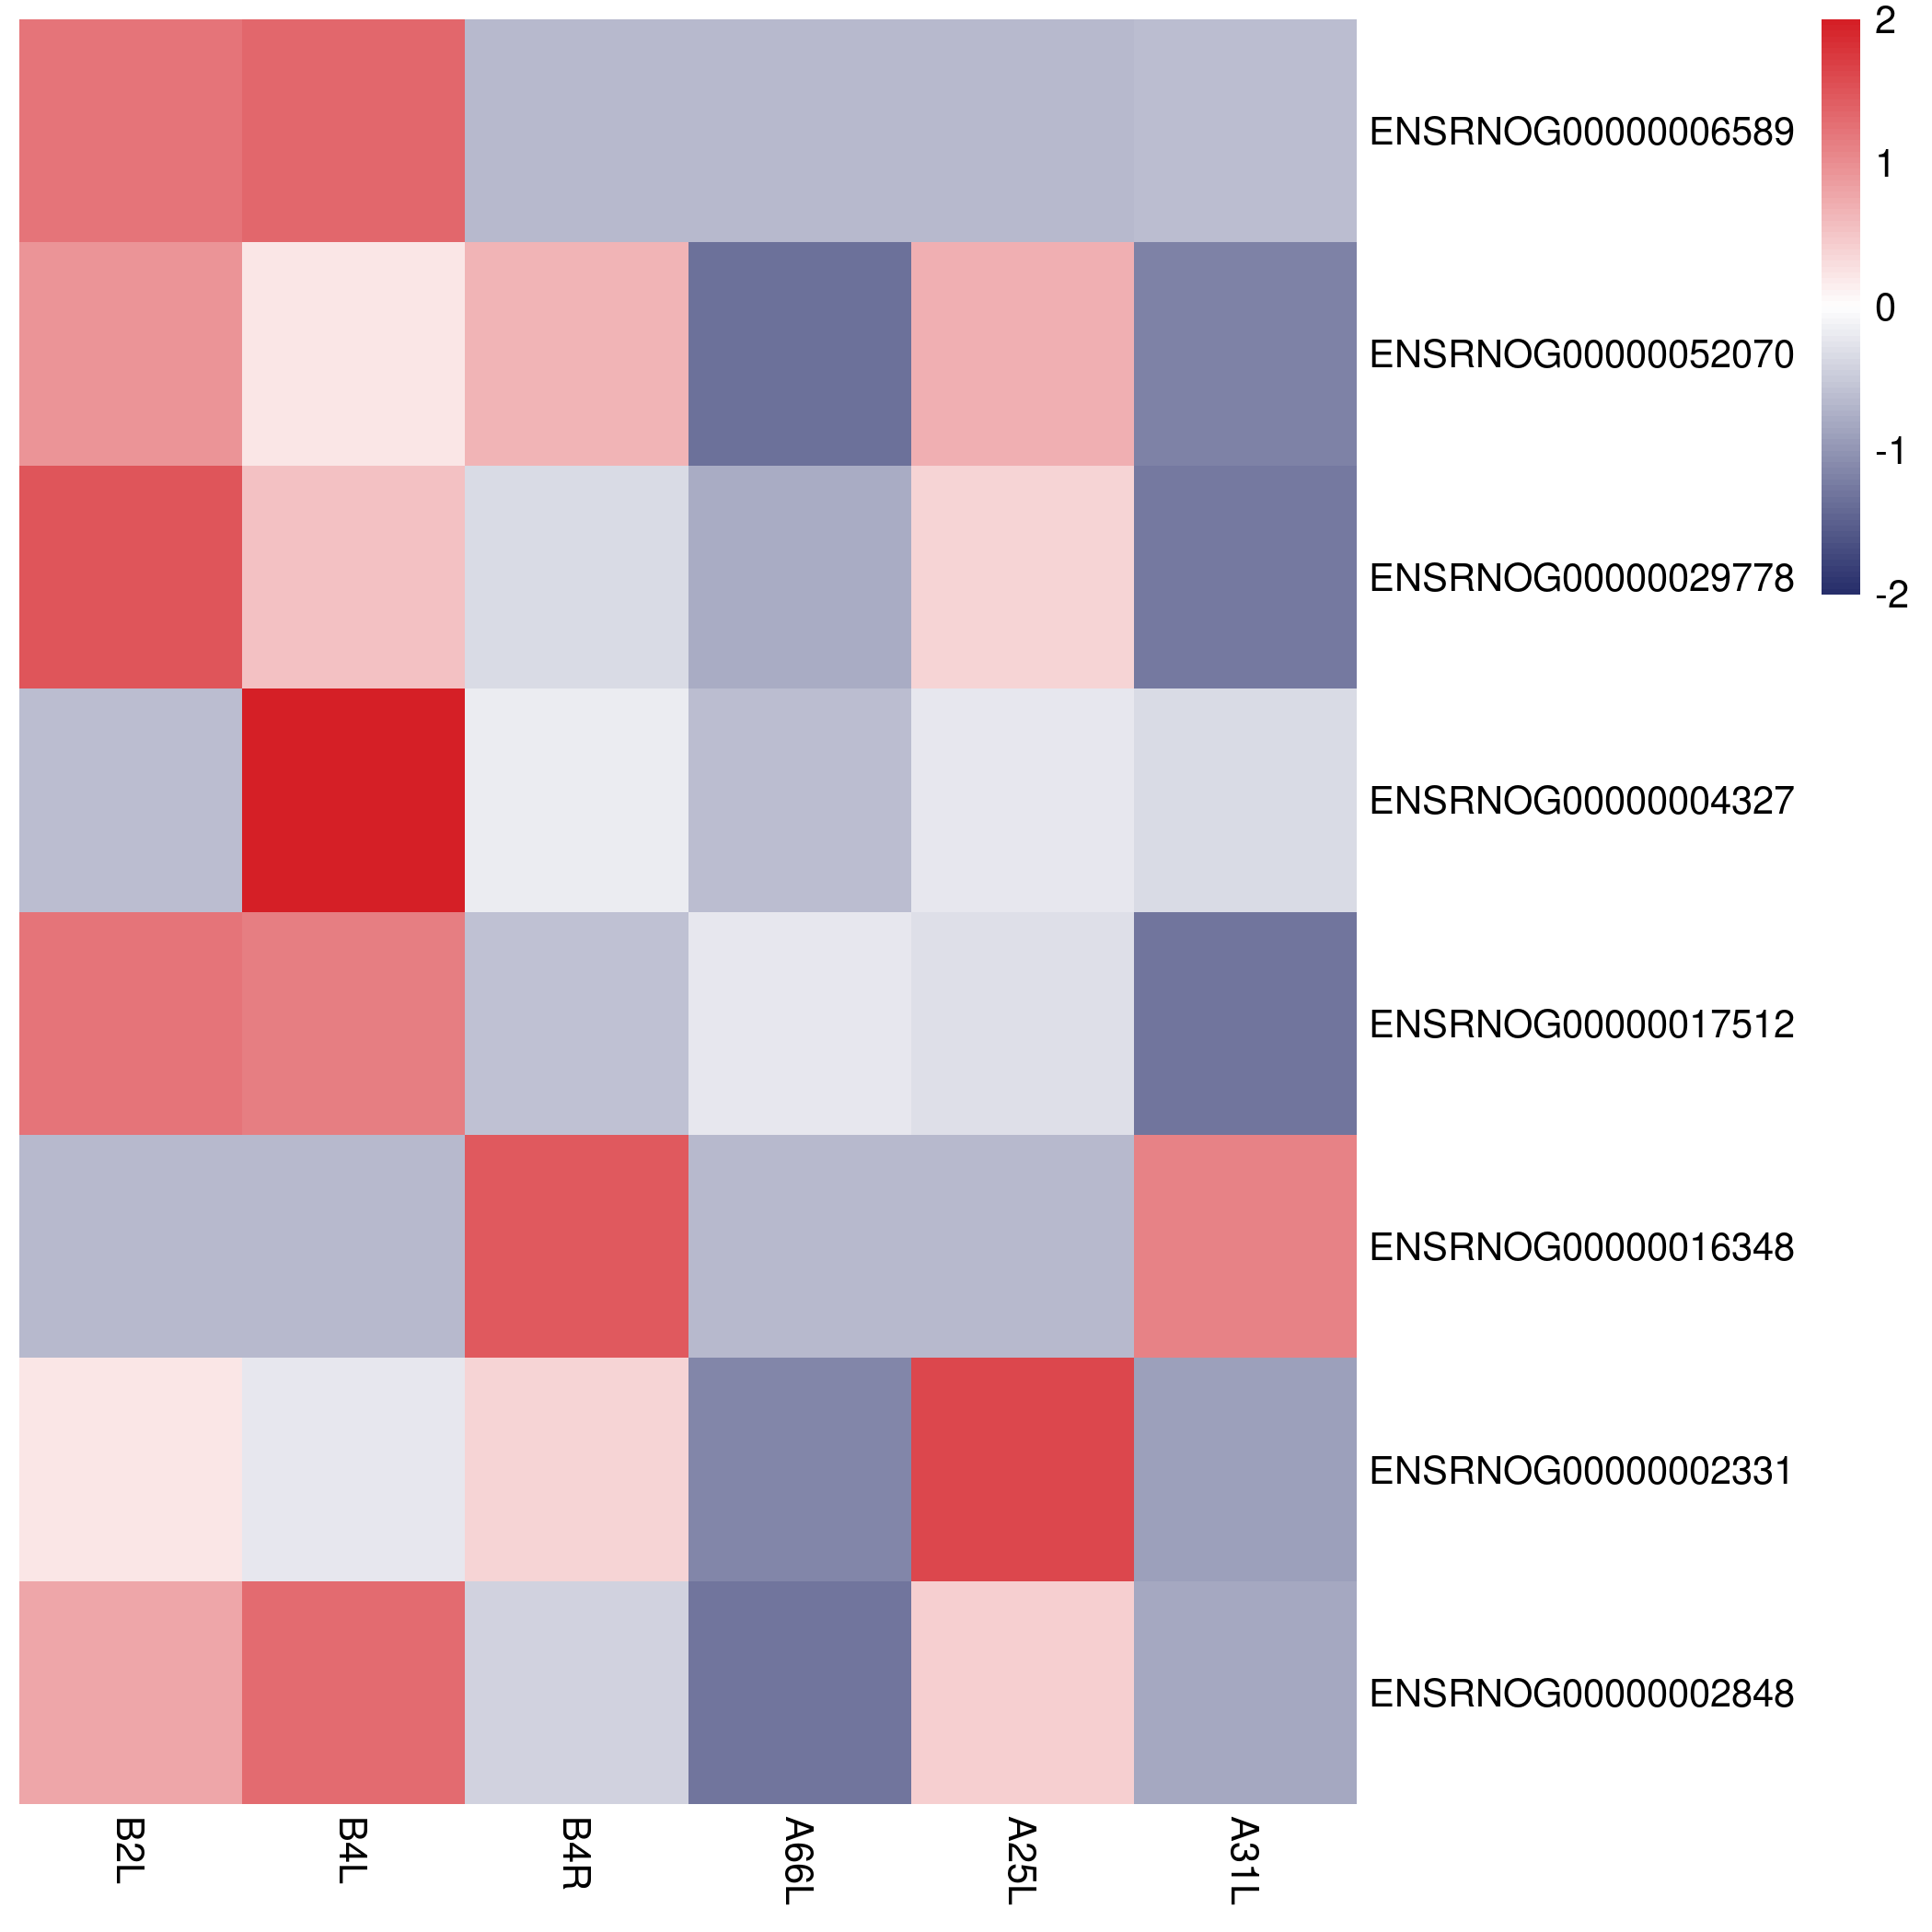 2
1
0
-1
-2
ENSRNOG00000006589
ENSRNOG00000052070
ENSRNOG00000029778
ENSRNOG00000004327
ENSRNOG00000017512
ENSRNOG00000016348
ENSRNOG00000002331
ENSRNOG00000002848
B2L
B4L
B4R
A66L
A25L
A31L